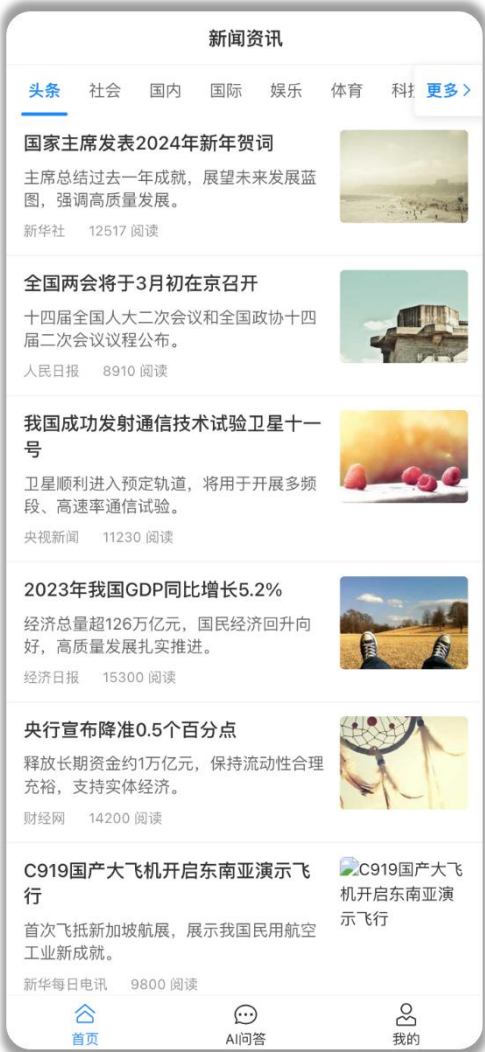 新闻资讯
头条 社会 国内 国际 娱乐 体育 科 更多
国家主席发表2024年新年贺词
主席总结过去一年成就，展望未来发展蓝
图，强调高质量发展。
新华社 12517 阅读
全国两会将于3月初在京召开
十四届全国人大二次会议和全国政协十四
届二次会议议程公布。
人民日报 8910 阅读
我国成功发射通信技术试验卫星十一
号
卫星顺利进入预定轨道，将用于开展多频
段、高速率通信试验。
央视新闻 11230 阅读
2023年我国GDP同比增长5.2%
经济总量超126万亿元，国民经济回升向
好，高质量发展扎实推进。
经济日报 15300 阅读
央行宣布降准0.5个百分点
释放长期资金约1万亿元，保持流动性合理
充裕，支持实体经济。
财经网 14200 阅读
C919国产大飞机开启东南亚演示飞
行
首次飞抵新加坡航展，展示我国民用航空
工业新成就。
新华每日电讯 9800 阅读
C919国产大飞
机开启东南亚演
示飞行
首页 AI问答 我的